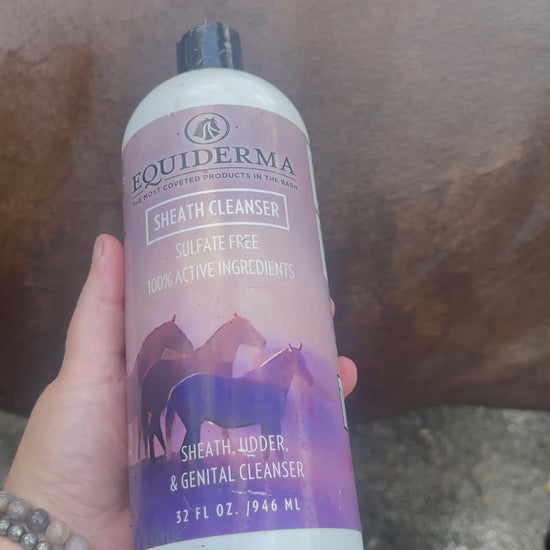 EQUIDERMA
THE MOST COVETED PRODUCTS IN THE BARN
SHEATH CLEANSER
SULFATE FREE
100% ACTIVE INGREDIENTS
SHEATH, UDDER,
& GENITAL CLEANSER
32 FL OZ. /946 ML